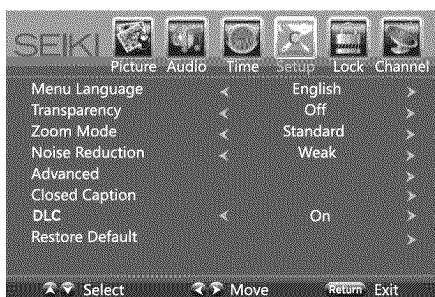 SEIKI
Picture Audio Time Setup Lock Channel
Menu Language English
Transparency Off
Zoom Mode Standard
Noise Reduction Weak
Advanced
Closed Caption
DLC On
Restore Default
Select Move Return Exit